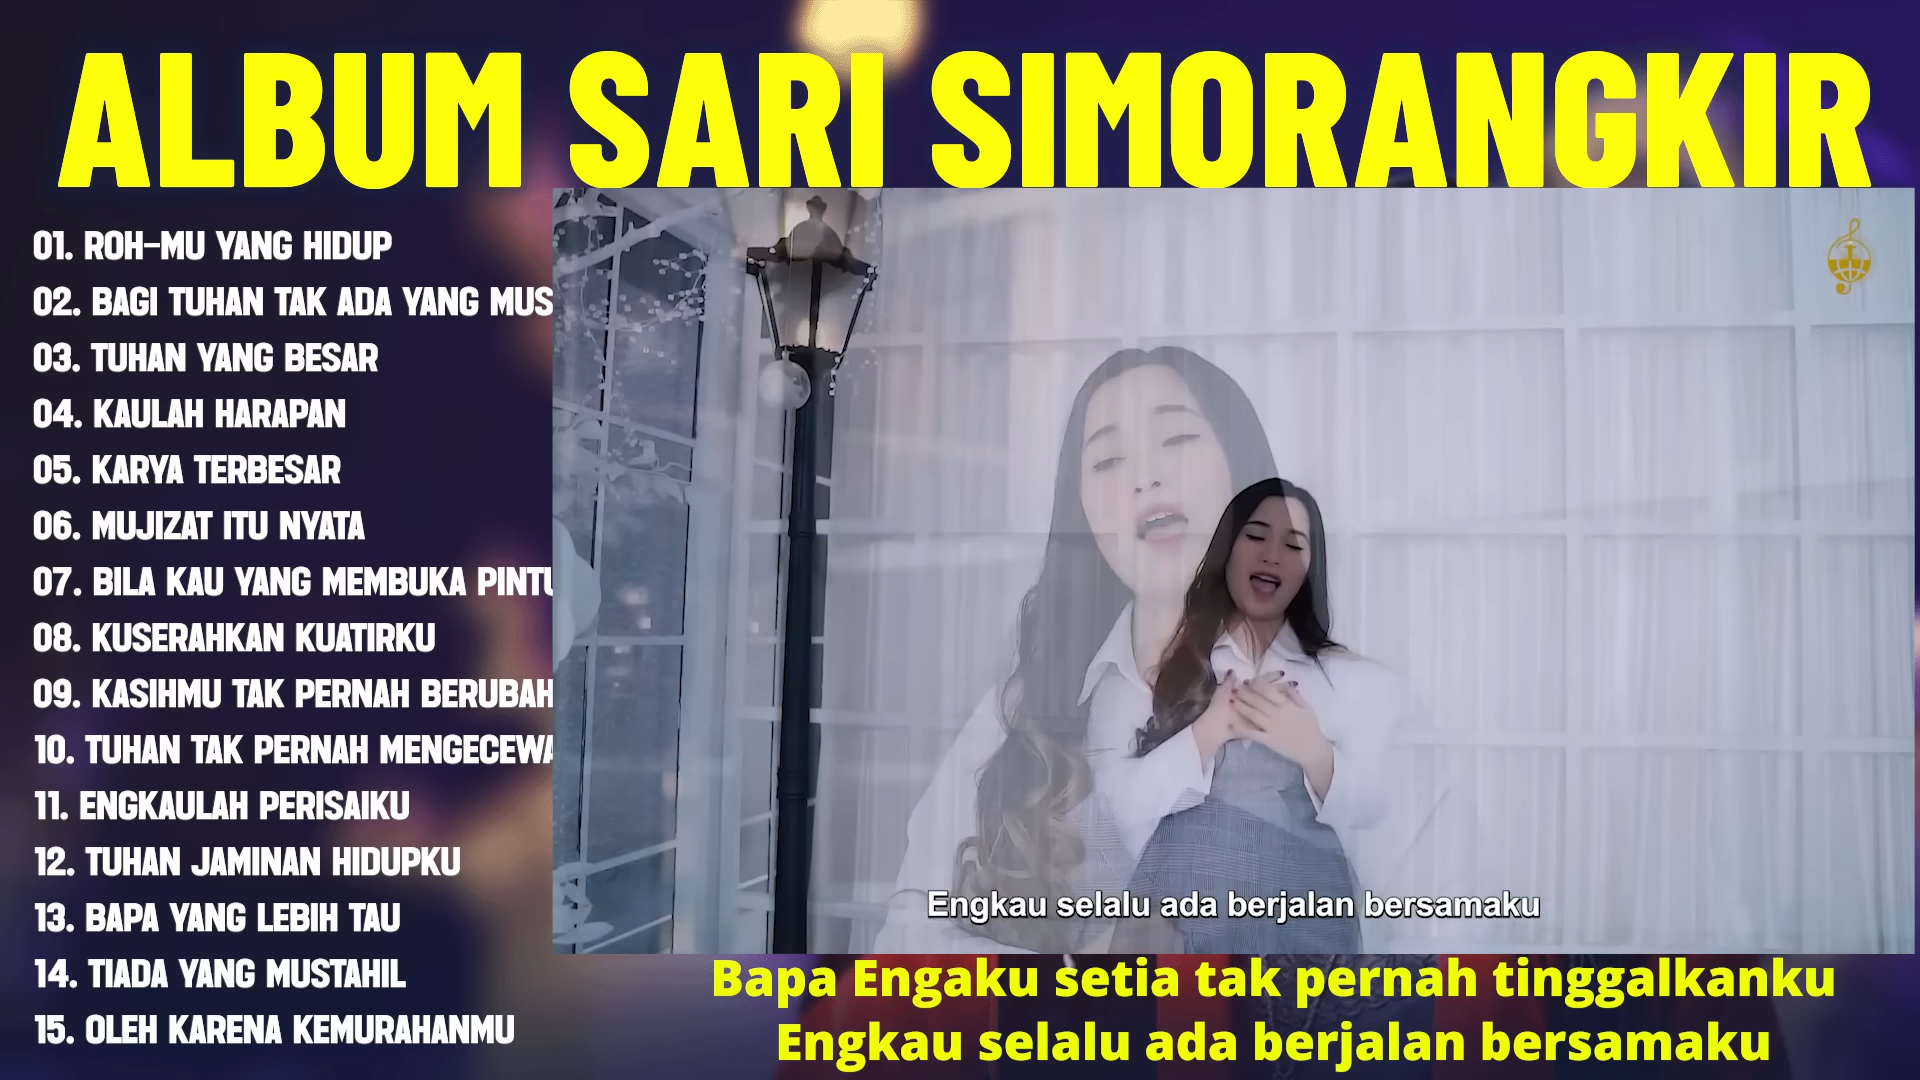 ALBUM SARI SIMORANGKIR
01. ROH-MU YANG HIDUP
02. BAGI TUHAN TAK ADA YANG MUS
03. TUHAN YANG BESAR
04. KAULAH HARAPAN
05. KARYA TERBESAR
06. MUJIZAT ITU NYATA
07. BILA KAU YANG MEMBUKA PINTU
08. KUSERAHKAN KUATIRKU
09. KASIHMU TAK PERNAH BERUBAH
10. TUHAN TAK PERNAH MENGECEWA
11. ENGKAULAH PERISAIKU
12. TUHAN JAMINAN HIDUPKU
13. BAPA YANG LEBIH TAU
14. TIADA YANG MUSTAHIL
15. OLEH KARENA KEMURAHANMU
Engkau selalu ada berjalan bersamaku
Bapa Engaku setia tak pernah tinggalkanku
Engkau selalu ada berjalan bersamaku